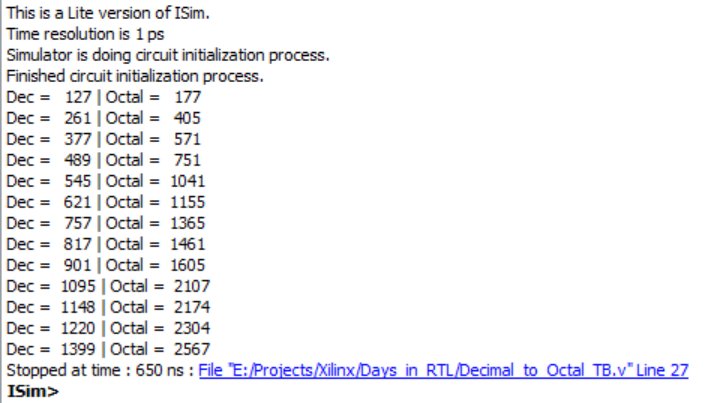 This is a Lite version of ISim.
Time resolution is 1 ps
Simulator is doing circuit initialization process.
Finished circuit initialization process.
Dec =   127 | Octal =   177
Dec =   261 | Octal =   405
Dec =   377 | Octal =   571
Dec =   489 | Octal =   751
Dec =   545 | Octal =  1041
Dec =   621 | Octal =  1155
Dec =   757 | Octal =  1365
Dec =   817 | Octal =  1461
Dec =   901 | Octal =  1605
Dec =  1095 | Octal =  2107
Dec =  1148 | Octal =  2174
Dec =  1220 | Octal =  2304
Dec =  1399 | Octal =  2567
Stopped at time : 650 ns : File "E:/Projects/Xilinx/Days_in_RTL/Decimal_to_Octal_TB.v" Line 27
ISim>